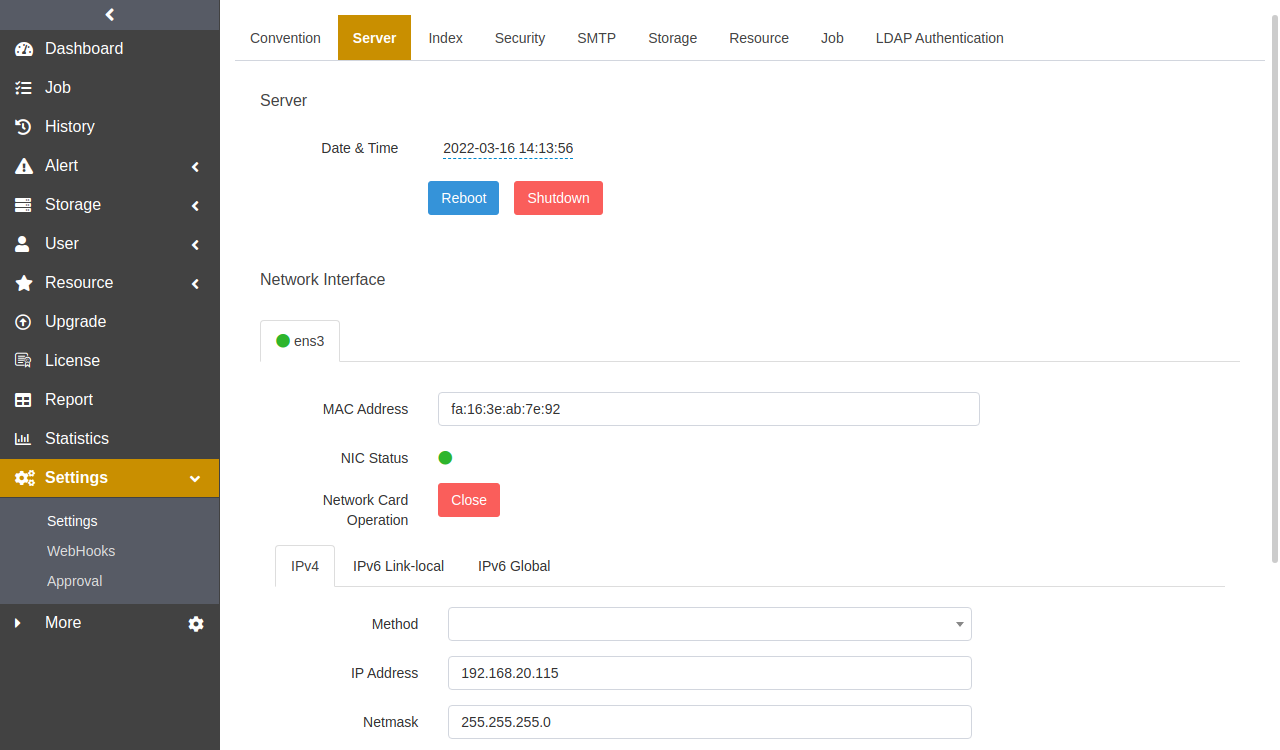 Dashboard
Job
History
Alert
Storage
User
Resource
Upgrade
License
Report
Statistics
Settings
Settings
WebHooks
Approval
More
Convention Server Index Security SMTP Storage Resource Job LDAP Authentication
Server
Date & Time 2022-03-16 14:13:56
Reboot Shutdown
Network Interface
ens3
MAC Address fa:16:3e:ab:7e:92
NIC Status
Network Card
Operation
Close
IPv4 IPv6 Link-local IPv6 Global
Method
IP Address 192.168.20.115
Netmask 255.255.255.0